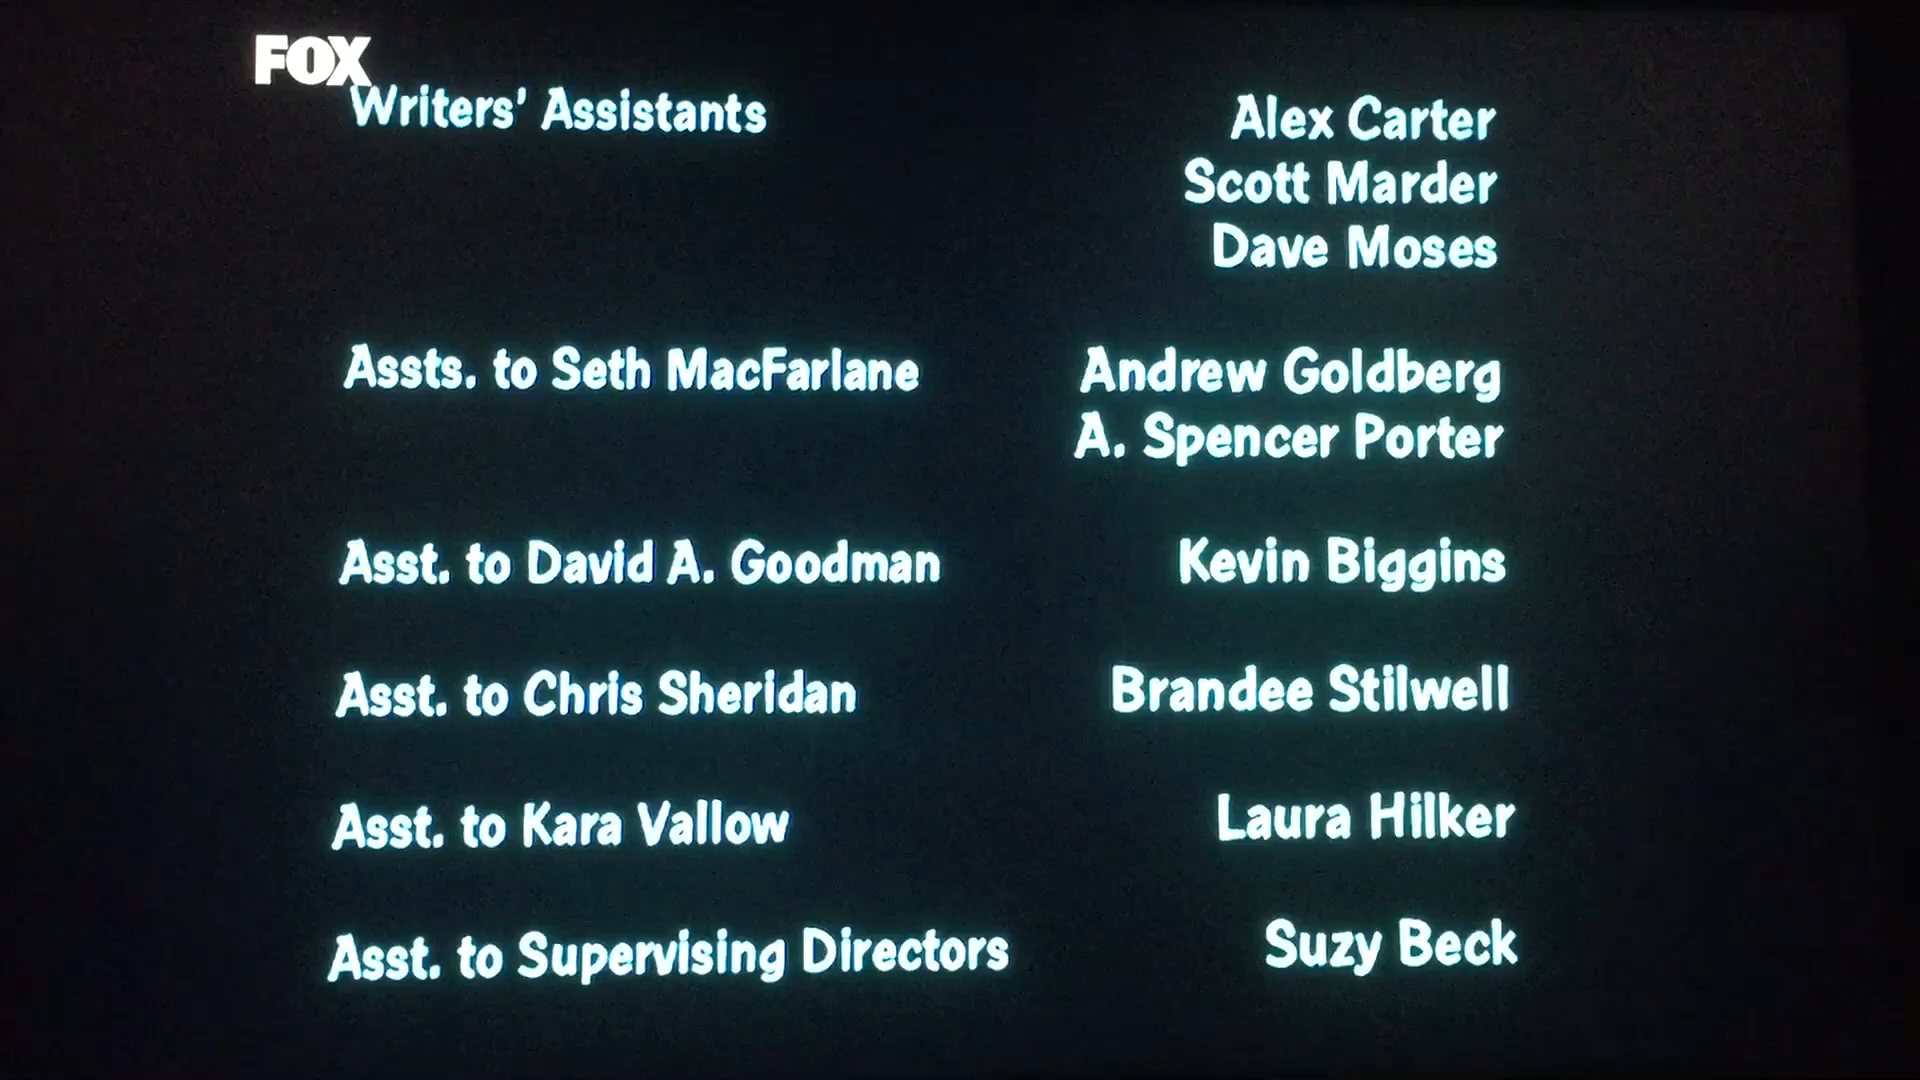 FOX
Writers' Assistants Alex Carter
Scott Marder
Dave Moses
Assts. to Seth MacFarlane Andrew Goldberg
A. Spencer Porter
Asst. to David A. Goodman Kevin Biggins
Asst. to Chris Sheridan Brandee Stilwell
Asst. to Kara Vallow Laura Hilker
Asst. to Supervising Directors Suzy Beck